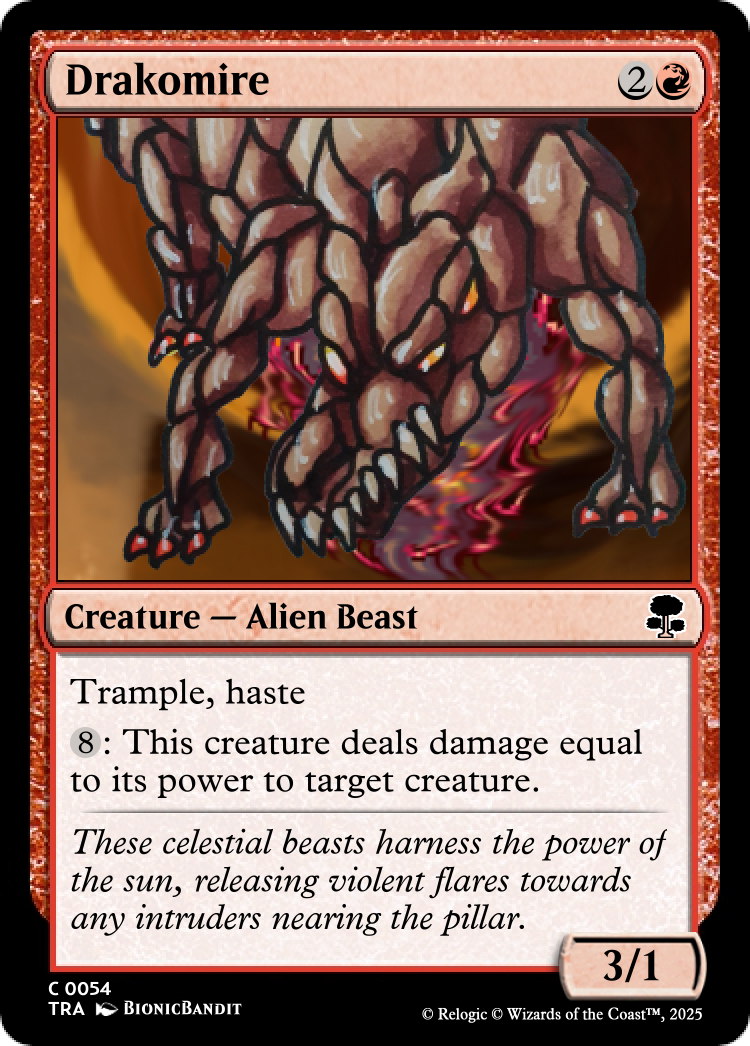 Drakomire 2
Creature — Alien Beast
Trample, haste
8: This creature deals damage equal
to its power to target creature.
These celestial beasts harness the power of
the sun, releasing violent flares towards
any intruders nearing the pillar.
3/1
C 0054
TRA BionicBandit
© Relogic © Wizards of the Coast™, 2025